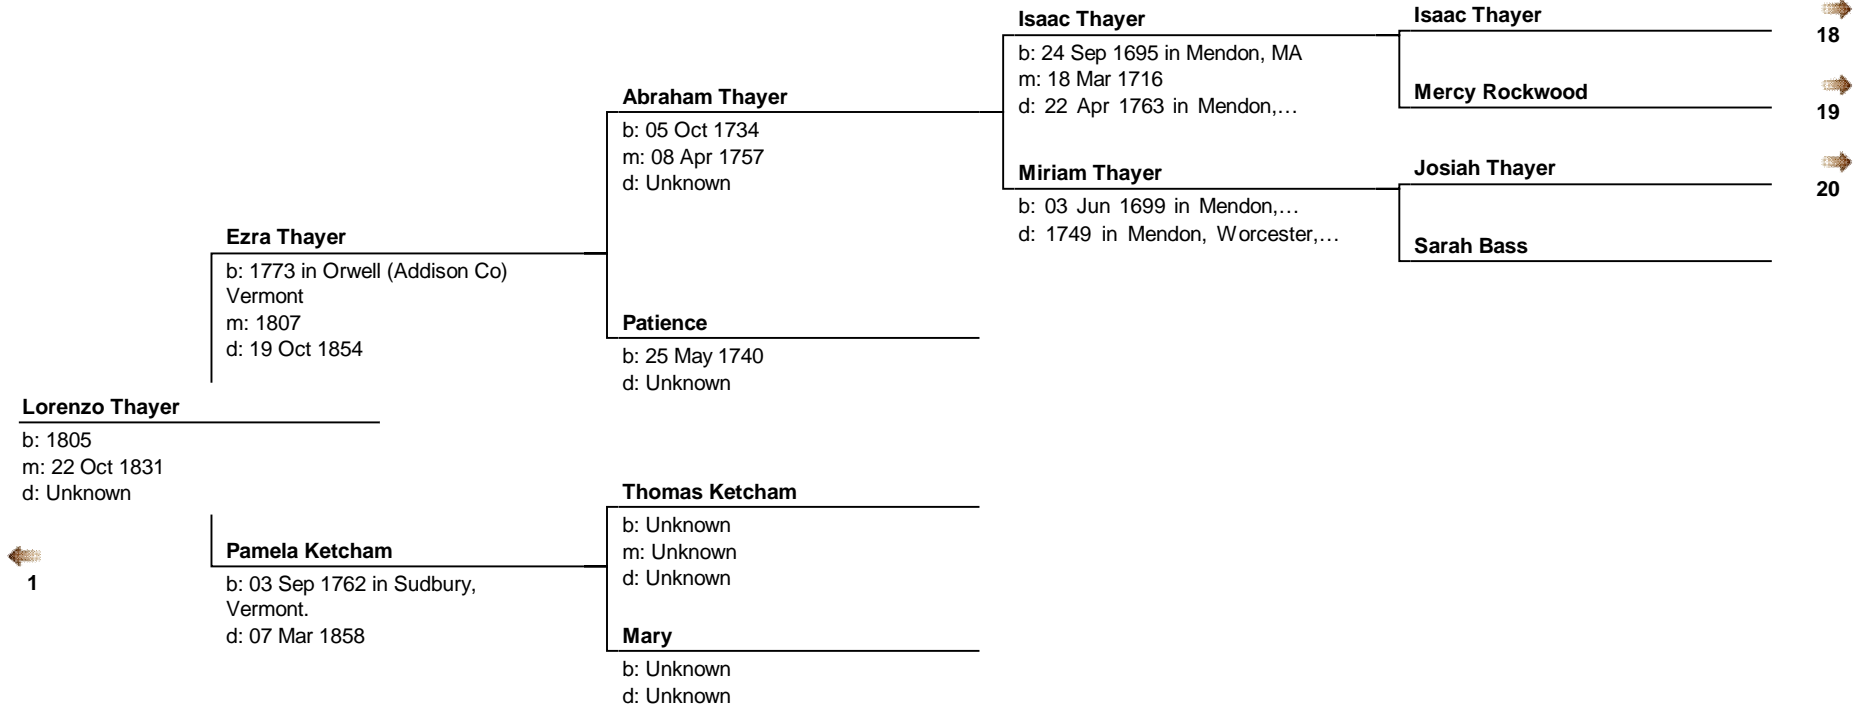 Lorenzo Thayer
b: 1805
m: 22 Oct 1831
d: Unknown
1
Ezra Thayer
b: 1773 in Orwell (Addison Co)
Vermont
m: 1807
d: 19 Oct 1854
Pamela Ketcham
b: 03 Sep 1762 in Sudbury,
Vermont.
d: 07 Mar 1858
Abraham Thayer
b: 05 Oct 1734
m: 08 Apr 1757
d: Unknown
Patience
b: 25 May 1740
d: Unknown
Thomas Ketcham
b: Unknown
m: Unknown
d: Unknown
Mary
b: Unknown
d: Unknown
Isaac Thayer
b: 24 Sep 1695 in Mendon, MA
m: 18 Mar 1716
d: 22 Apr 1763 in Mendon,…
Miriam Thayer
b: 03 Jun 1699 in Mendon,…
d: 1749 in Mendon, Worcester,…
Isaac Thayer
18
Mercy Rockwood
19
Josiah Thayer
20
Sarah Bass